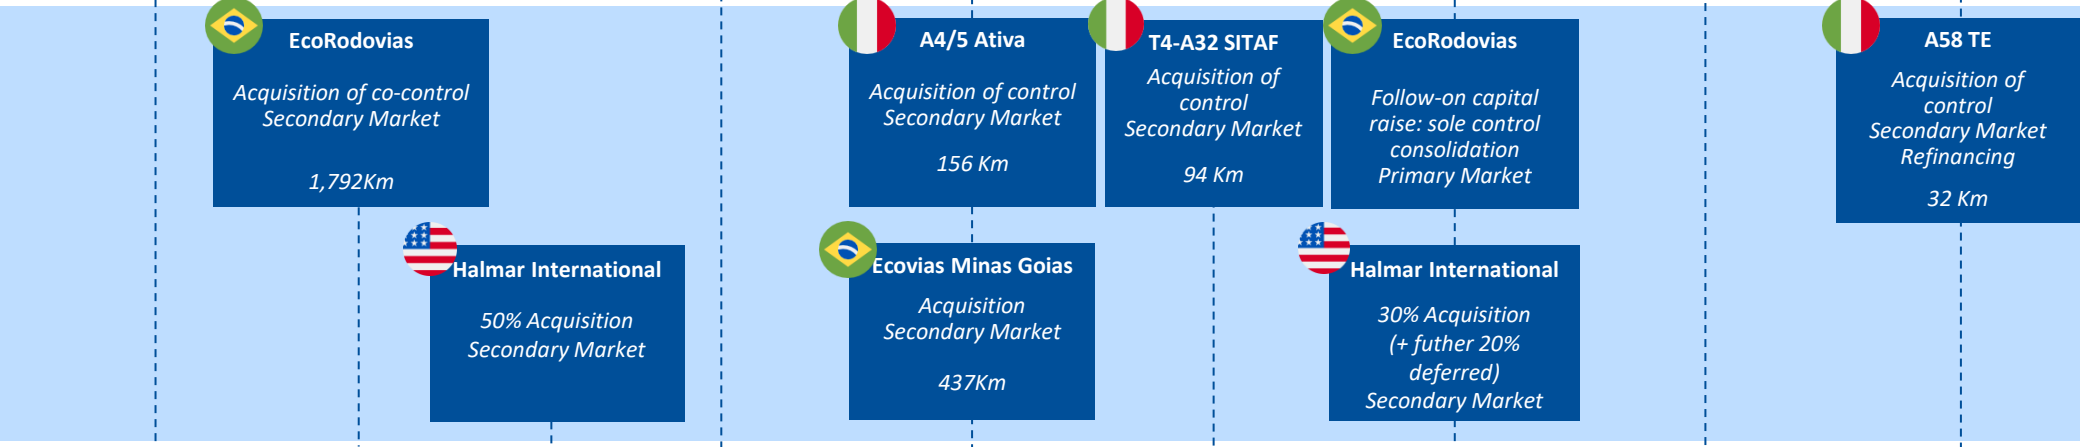 EcoRodovias
Acquisition of co-control
Secondary Market
1,792Km
A4/5 Ativa
Acquisition of control
Secondary Market
156 Km
T4-A32 SITAF
Acquisition of
control
Secondary Market
94 Km
EcoRodovias
Follow-on capital
raise: sole control
consolidation
Primary Market
A58 TE
Acquisition of
control
Secondary Market
Refinancing
32 Km
Halmar International
50% Acquisition
Secondary Market
Ecovias Minas Goias
Acquisition
Secondary Market
437Km
Halmar International
30% Acquisition
(+ futher 20%
deferred)
Secondary Market